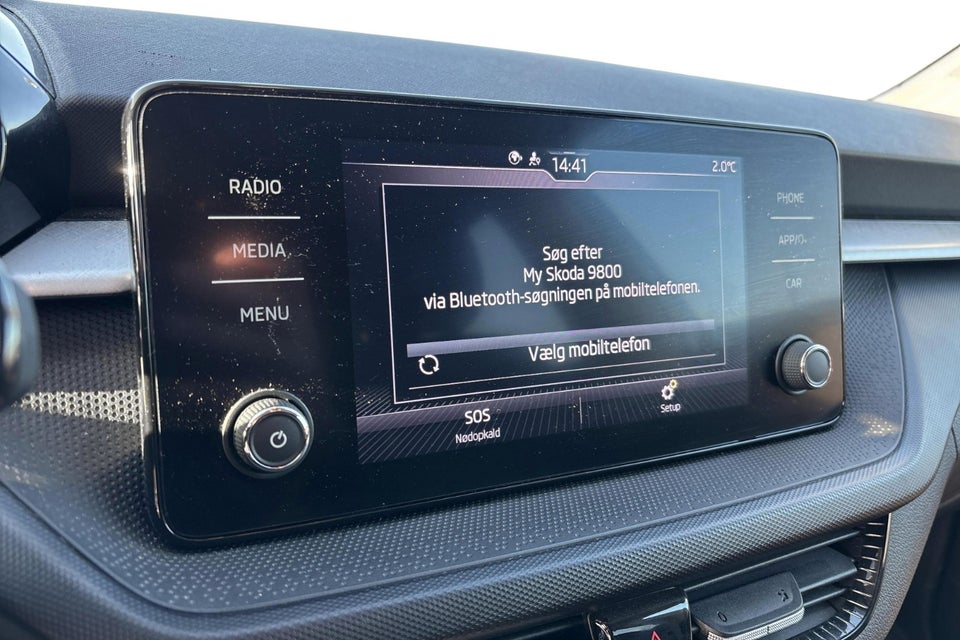 14:41
2.0°C
RADIO
MEDIA
MENU
PHONE
CAR
Søg efter
My Skoda 9800
via Bluetooth-søgningen på mobiltelefonen.
Vælg mobiltelefon
SOS
Nødopkald
Setup